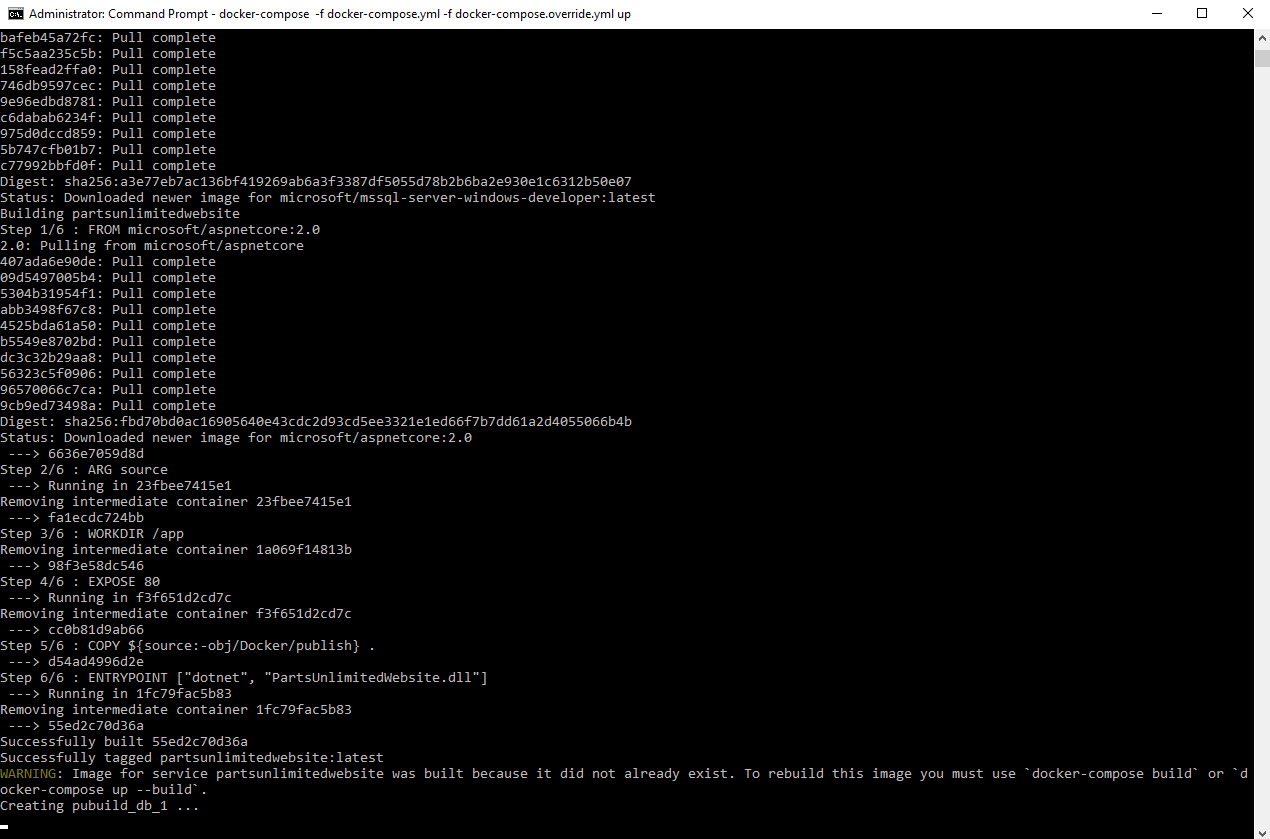 Administrator: Command Prompt - docker-compose  -f docker-compose.yml -f docker-compose.override.yml up
bafeb45a72fc: Pull complete
f5c5aa235c5b: Pull complete
158fead2ffa0: Pull complete
746db9597cec: Pull complete
9e96edbd8781: Pull complete
c6dabab6234f: Pull complete
975d0dccd859: Pull complete
5b747cfb01b7: Pull complete
c77992bbfd0f: Pull complete
Digest: sha256:a3e77eb7ac136bf419269ab6a3f3387df5055d78b2b6ba2e930e1c6312b50e07
Status: Downloaded newer image for microsoft/mssql-server-windows-developer:latest
Building partsunlimitedwebsite
Step 1/6 : FROM microsoft/aspnetcore:2.0
2.0: Pulling from microsoft/aspnetcore
407ada6e90de: Pull complete
09d5497005b4: Pull complete
5304b31954f1: Pull complete
abb3498f67c8: Pull complete
4525bda61a50: Pull complete
b5549e8702bd: Pull complete
dc3c32b29aa8: Pull complete
56323c5f0906: Pull complete
96570066c7ca: Pull complete
9cb9ed73498a: Pull complete
Digest: sha256:fbd70bd0ac16905640e43cdc2d93cd5ee3321e1ed66f7b7dd61a2d4055066b4b
Status: Downloaded newer image for microsoft/aspnetcore:2.0
 ---> 6636e7059d8d
Step 2/6 : ARG source
 ---> Running in 23fbee7415e1
Removing intermediate container 23fbee7415e1
 ---> fa1ecdc724bb
Step 3/6 : WORKDIR /app
Removing intermediate container 1a069f14813b
 ---> 98f3e58dc546
Step 4/6 : EXPOSE 80
 ---> Running in f3f651d2cd7c
Removing intermediate container f3f651d2cd7c
 ---> cc0b81d9ab66
Step 5/6 : COPY ${source:-obj/Docker/publish} .
 ---> d54ad4996d2e
Step 6/6 : ENTRYPOINT ["dotnet", "PartsUnlimitedWebsite.dll"]
 ---> Running in 1fc79fac5b83
Removing intermediate container 1fc79fac5b83
 ---> 55ed2c70d36a
Successfully built 55ed2c70d36a
Successfully tagged partsunlimitedwebsite:latest
WARNING: Image for service partsunlimitedwebsite was built because it did not already exist. To rebuild this image you must use `docker-compose build` or `d
ocker-compose up --build`.
Creating pubuild_db_1 ...